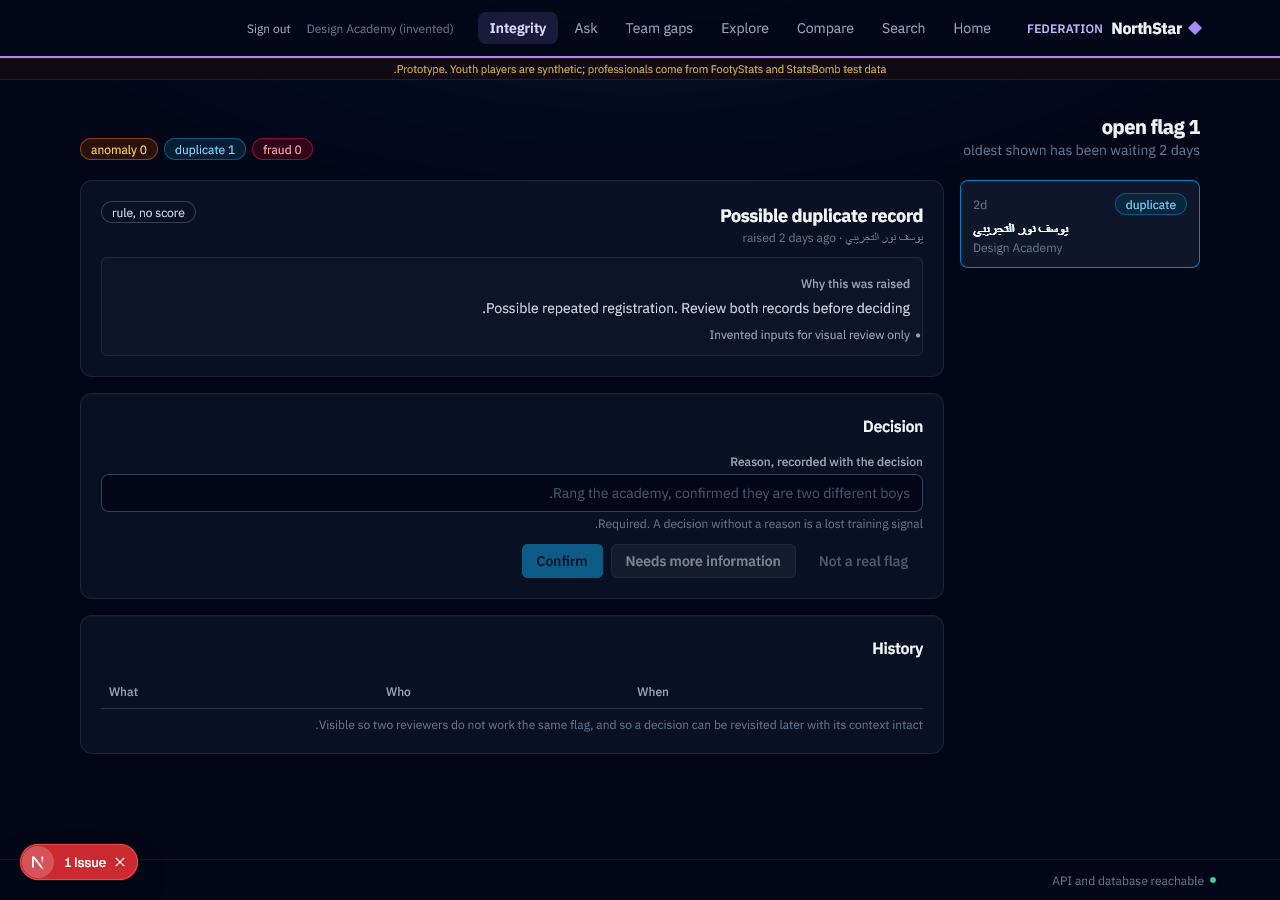 NorthStar FEDERATION Home Search Compare Explore Team gaps Ask Integrity Design Academy (invented) Sign out
.Prototype. Youth players are synthetic; professionals come from FootyStats and StatsBomb test data
open flag 1
oldest shown has been waiting 2 days
anomaly 0 duplicate 1 fraud 0
2d duplicate
يوسف نور التجريبي
Design Academy
Possible duplicate record
rule, no score
raised 2 days ago · يوسف نور التجريبي
Why this was raised
.Possible repeated registration. Review both records before deciding
• Invented inputs for visual review only
Decision
Reason, recorded with the decision
.Rang the academy, confirmed they are two different boys
.Required. A decision without a reason is a lost training signal
Confirm Needs more information Not a real flag
History
What Who When
.Visible so two reviewers do not work the same flag, and so a decision can be revisited later with its context intact
N 1 Issue ×
API and database reachable